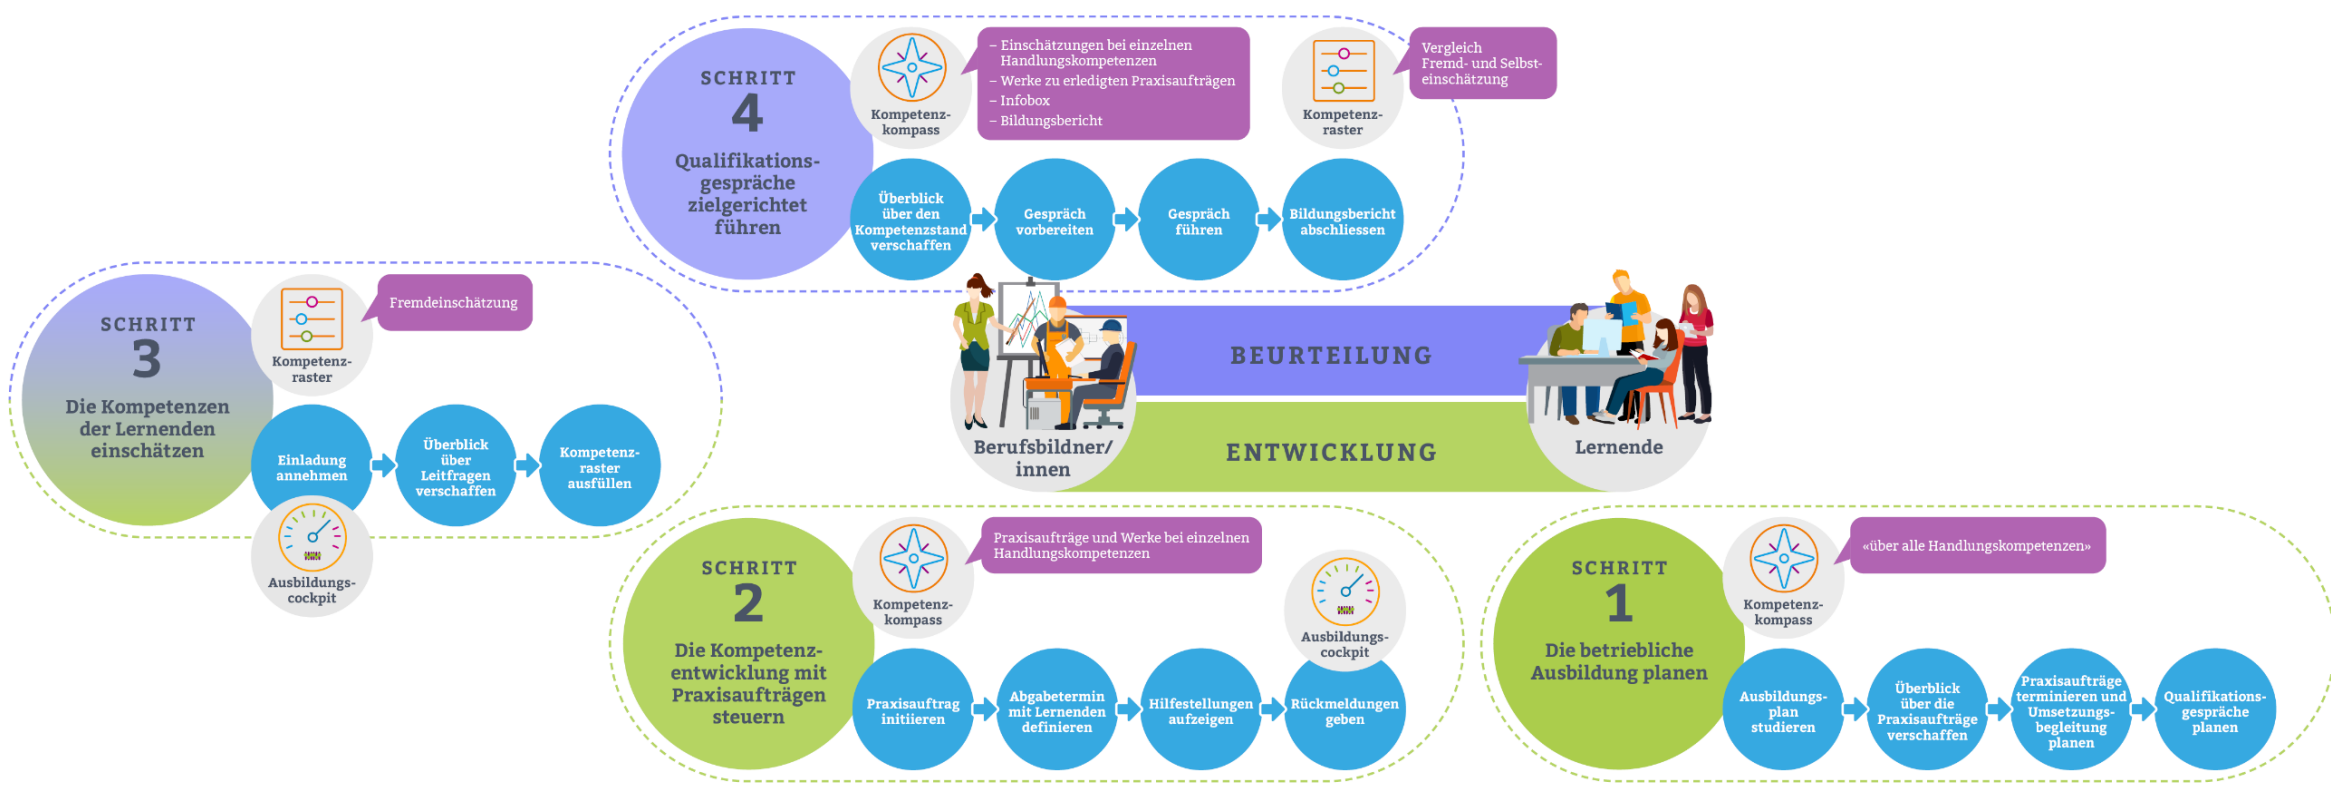 SCHRITT
4
Qualifikations-
gespräche
zielgerichtet
führen
Kompetenz-
kompass
– Einschätzungen bei einzelnen
Handlungskompetenzen
– Werke zu erledigten Praxisaufträgen
– Infobox
– Bildungsbericht
Kompetenz-
raster
Vergleich
Fremd- und Selbst-
einschätzung
Überblick
über den
Kompetenzstand
verschaffen
Gespräch
vorbereiten
Gespräch
führen
Bildungsbericht
abschliessen
SCHRITT
3
Die Kompetenzen
der Lernenden
einschätzen
Kompetenz-
raster
Fremdeinschätzung
Einladung
annehmen
Überblick
über
Leitfragen
verschaffen
Kompetenz-
raster
ausfüllen
Ausbildungs-
cockpit
BEURTEILUNG
ENTWICKLUNG
Berufsbildner/
innen
Lernende
SCHRITT
2
Die Kompetenz-
entwicklung mit
Praxisaufträgen
steuern
Kompetenz-
kompass
Praxisaufträge und Werke bei einzelnen
Handlungskompetenzen
Ausbildungs-
cockpit
Praxisauftrag
initiieren
Abgabetermin
mit Lernenden
definieren
Hilfestellungen
aufzeigen
Rückmeldungen
geben
SCHRITT
1
Die betriebliche
Ausbildung planen
Kompetenz-
kompass
«über alle Handlungskompetenzen»
Ausbildungs-
plan
studieren
Überblick
über die
Praxisaufträge
verschaffen
Praxisaufträge
terminieren und
Umsetzungs-
begleitung
planen
Qualifikations-
gespräche
planen